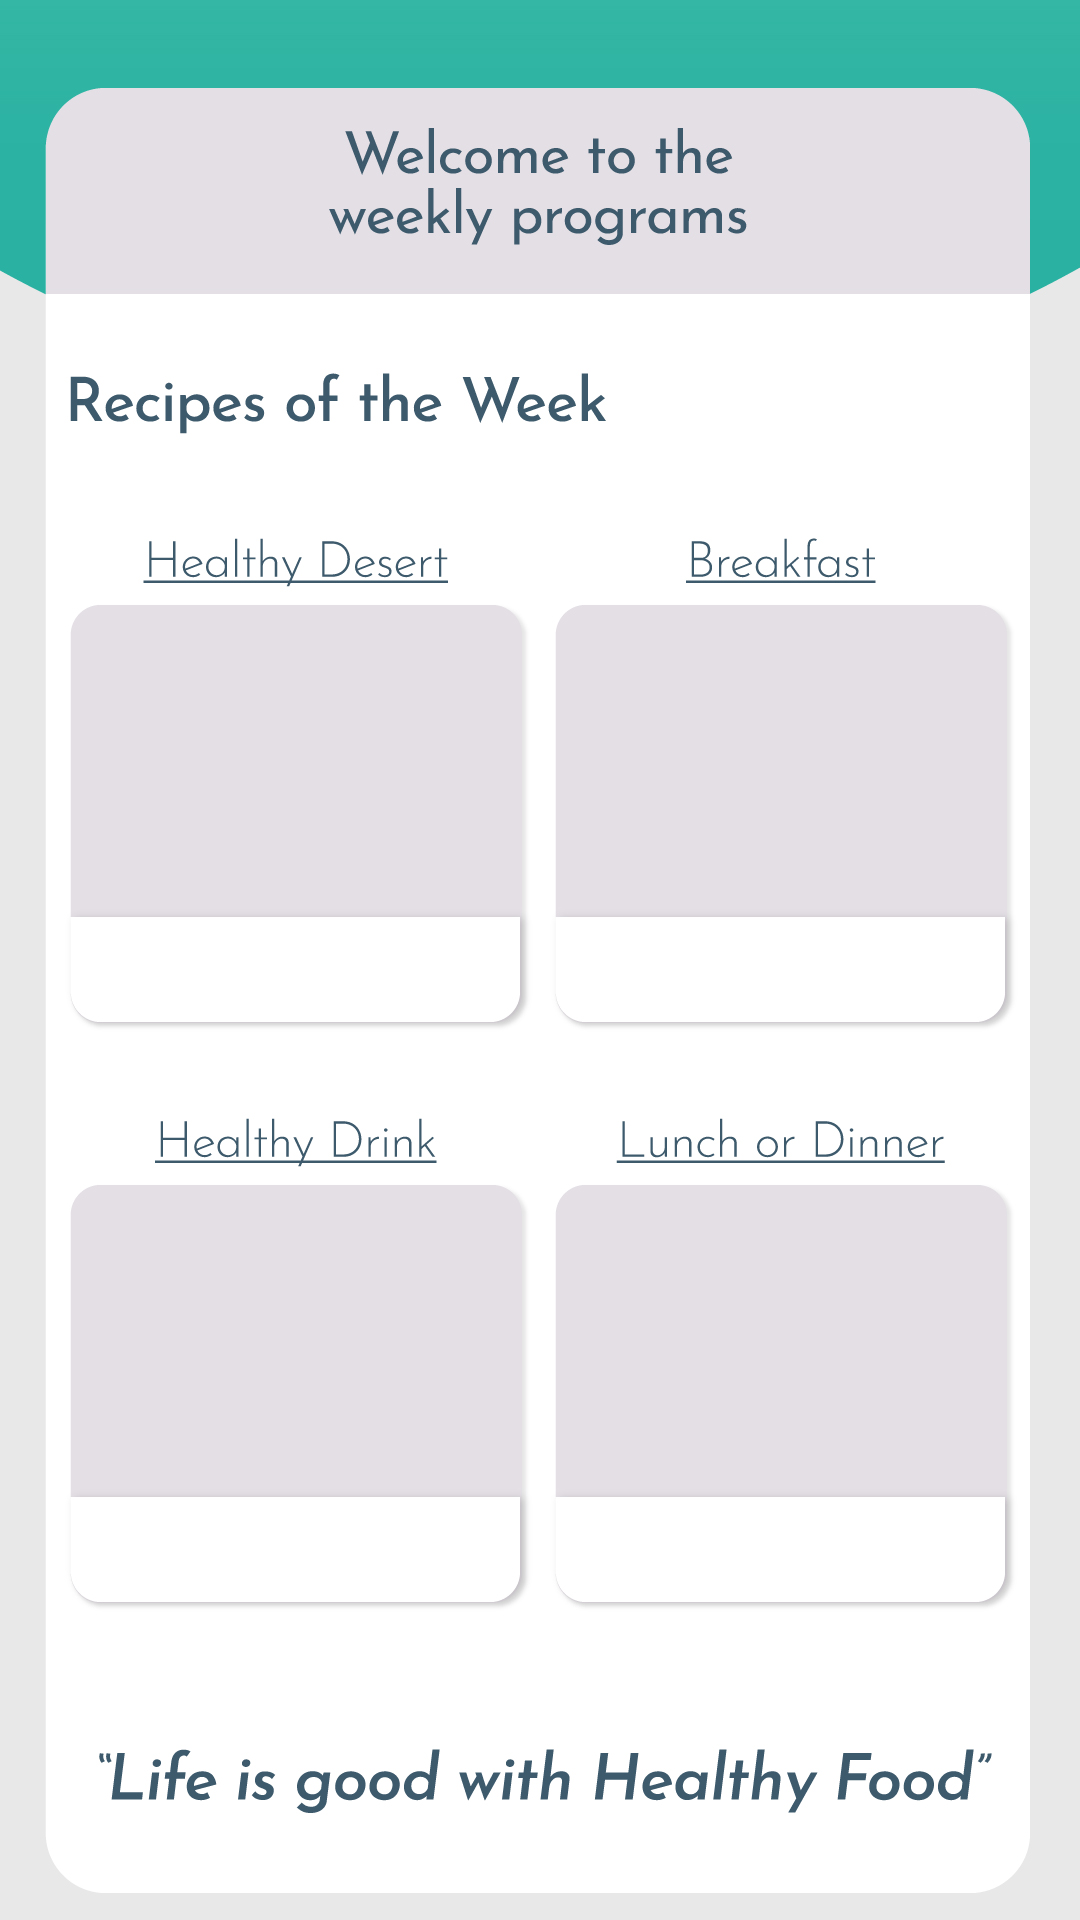 Welcome to the
weekly programs
Recipes of the Week
Healthy Desert
Breakfast
Healthy Drink
Lunch or Dinner
“Life is good with Healthy Food”